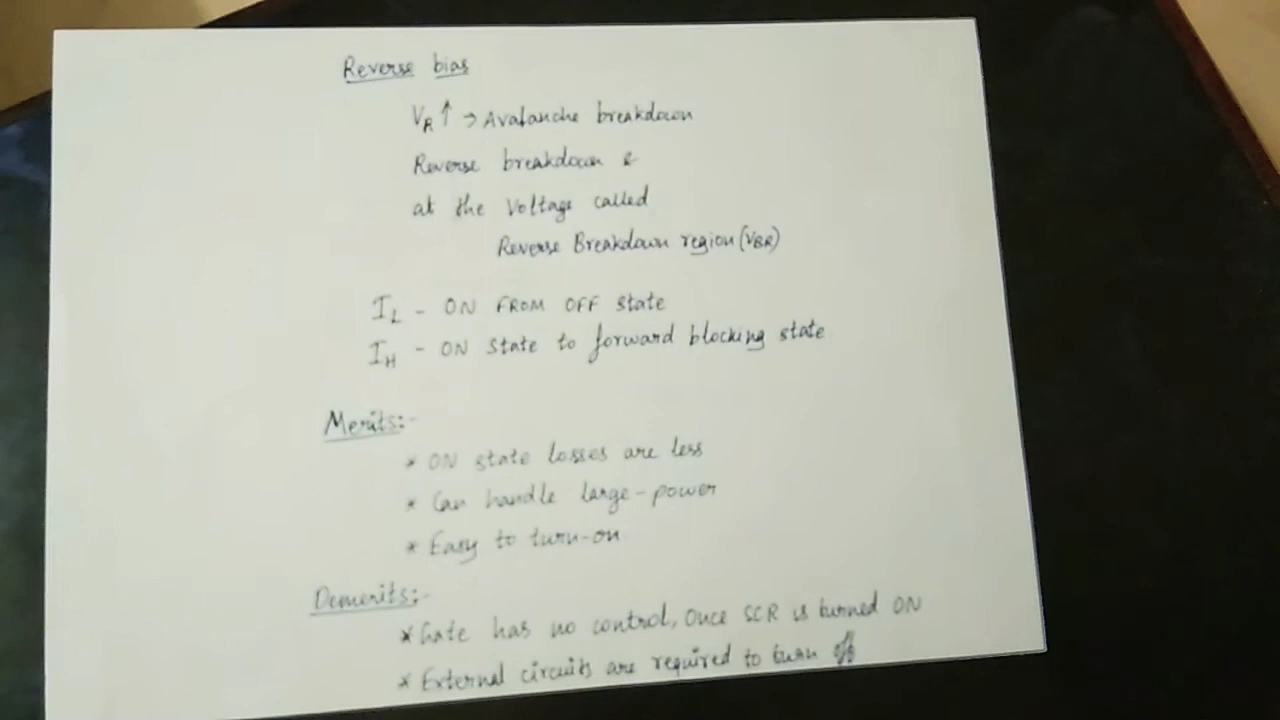 Reverse bias
VR↑ → Avalanche breakdown
Reverse breakdown &
at the Voltage called
Reverse Breakdown region (VBR)
IL - ON FROM OFF state
IH - ON state to forward blocking state
Merits:-
* ON state losses are less
* Can handle large-power
* Easy to turn-on
Demerits:-
* Gate has no control, Once SCR is turned ON
* External circuits are required to turn off